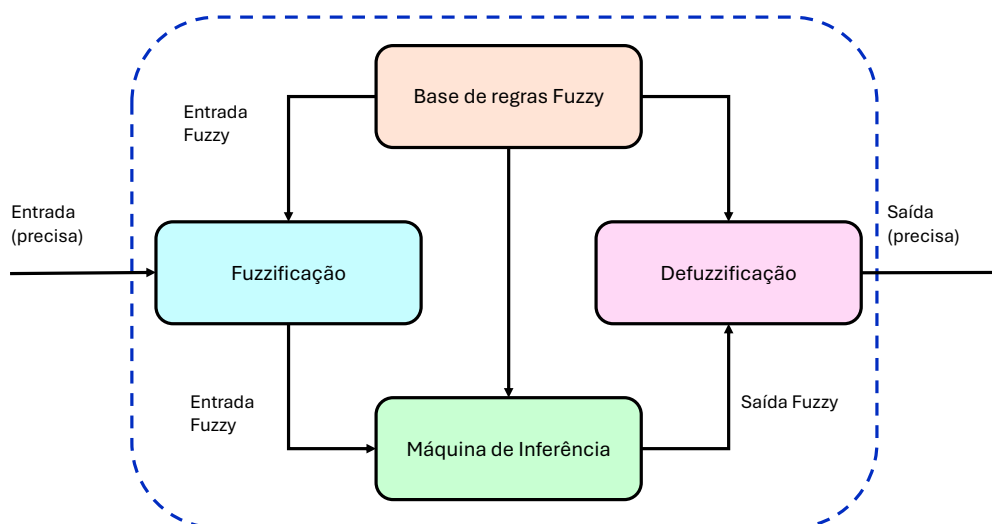 Base de regras Fuzzy
Entrada
Fuzzy
Entrada
(precisa)
Saída
(precisa)
Fuzzificação
Defuzzificação
Entrada
Fuzzy
Saída Fuzzy
Máquina de Inferência